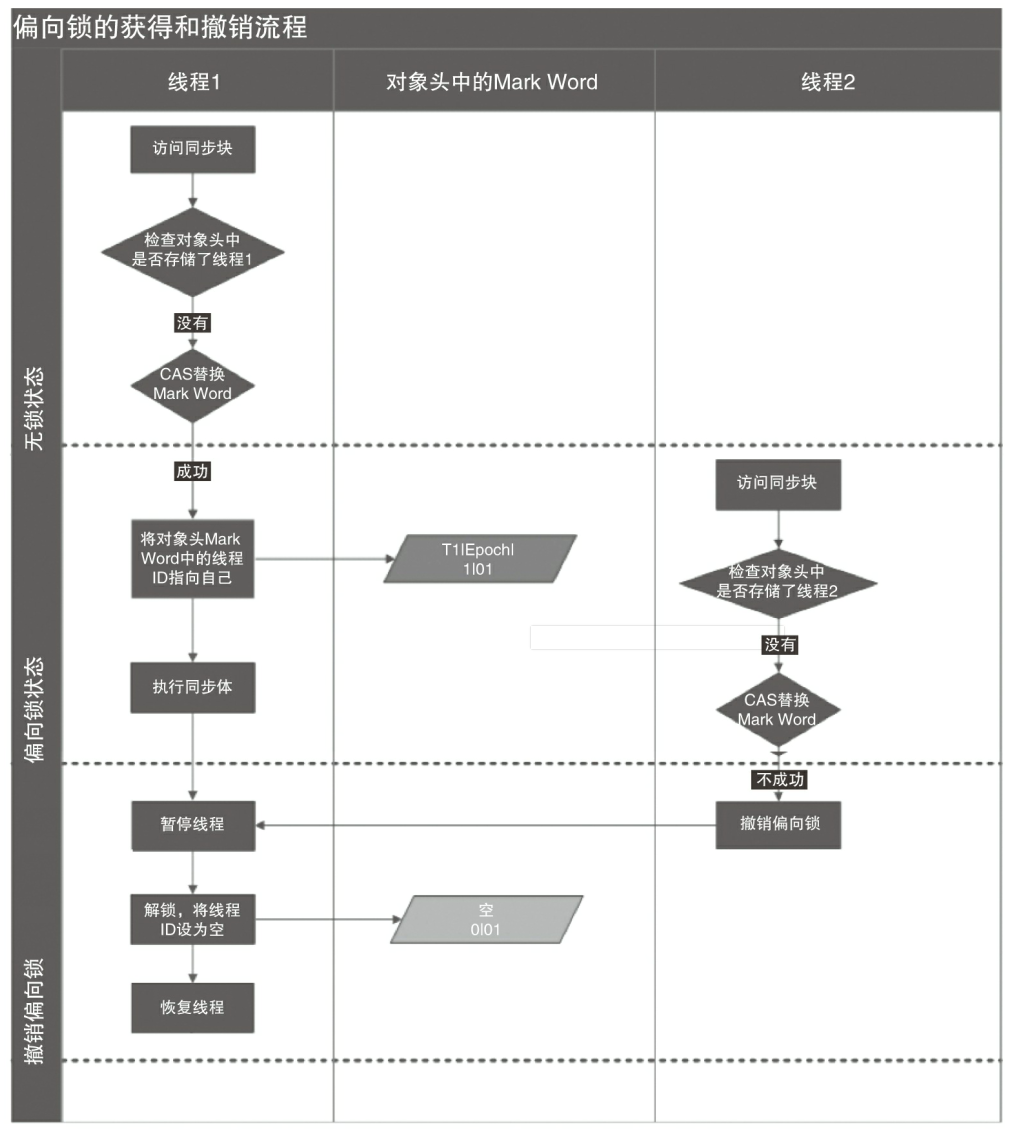 偏向锁的获得和撤销流程
线程1
对象头中的Mark Word
线程2
无锁状态
访问同步块
检查对象头中
是否存储了线程1
没有
CAS替换
Mark Word
偏向锁状态
成功
将对象头Mark
Word中的线程
ID指向自己
T1|Epoch|
1|01
执行同步体
访问同步块
检查对象头中
是否存储了线程2
没有
CAS替换
Mark Word
撤销偏向锁
不成功
撤销偏向锁
暂停线程
解锁，将线程
ID设为空
空
0|01
恢复线程